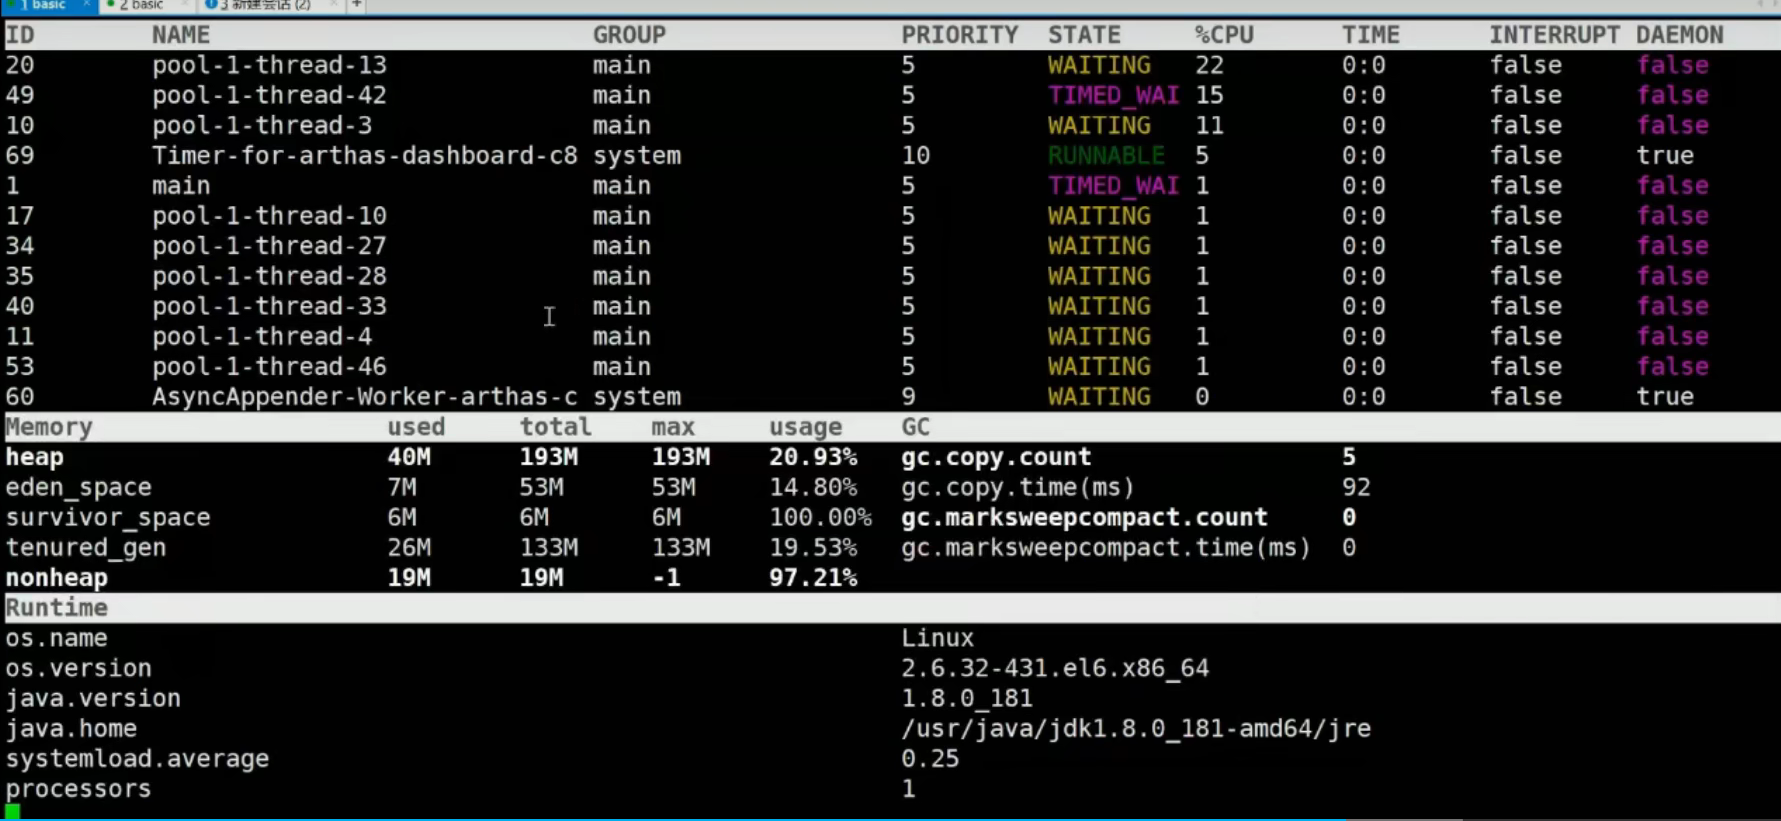 1 basic 2 basic 3 新建会话 (2) +
ID NAME GROUP PRIORITY STATE %CPU TIME INTERRUPT DAEMON
20 pool-1-thread-13 main 5 WAITING 22 0:0 false false
49 pool-1-thread-42 main 5 TIMED_WAI 15 0:0 false false
10 pool-1-thread-3 main 5 WAITING 11 0:0 false false
69 Timer-for-arthas-dashboard-c8 system 10 RUNNABLE 5 0:0 false true
1 main main 5 TIMED_WAI 1 0:0 false false
17 pool-1-thread-10 main 5 WAITING 1 0:0 false false
34 pool-1-thread-27 main 5 WAITING 1 0:0 false false
35 pool-1-thread-28 main 5 WAITING 1 0:0 false false
40 pool-1-thread-33 main 5 WAITING 1 0:0 false false
11 pool-1-thread-4 main 5 WAITING 1 0:0 false false
53 pool-1-thread-46 main 5 WAITING 1 0:0 false false
60 AsyncAppender-Worker-arthas-c system 9 WAITING 0 0:0 false true
Memory used total max usage GC
heap 40M 193M 193M 20.93% gc.copy.count 5
eden_space 7M 53M 53M 14.80% gc.copy.time(ms) 92
survivor_space 6M 6M 6M 100.00% gc.marksweepcompact.count 0
tenured_gen 26M 133M 133M 19.53% gc.marksweepcompact.time(ms) 0
nonheap 19M 19M -1 97.21%
Runtime
os.name Linux
os.version 2.6.32-431.el6.x86_64
java.version 1.8.0_181
java.home /usr/java/jdk1.8.0_181-amd64/jre
systemload.average 0.25
processors 1